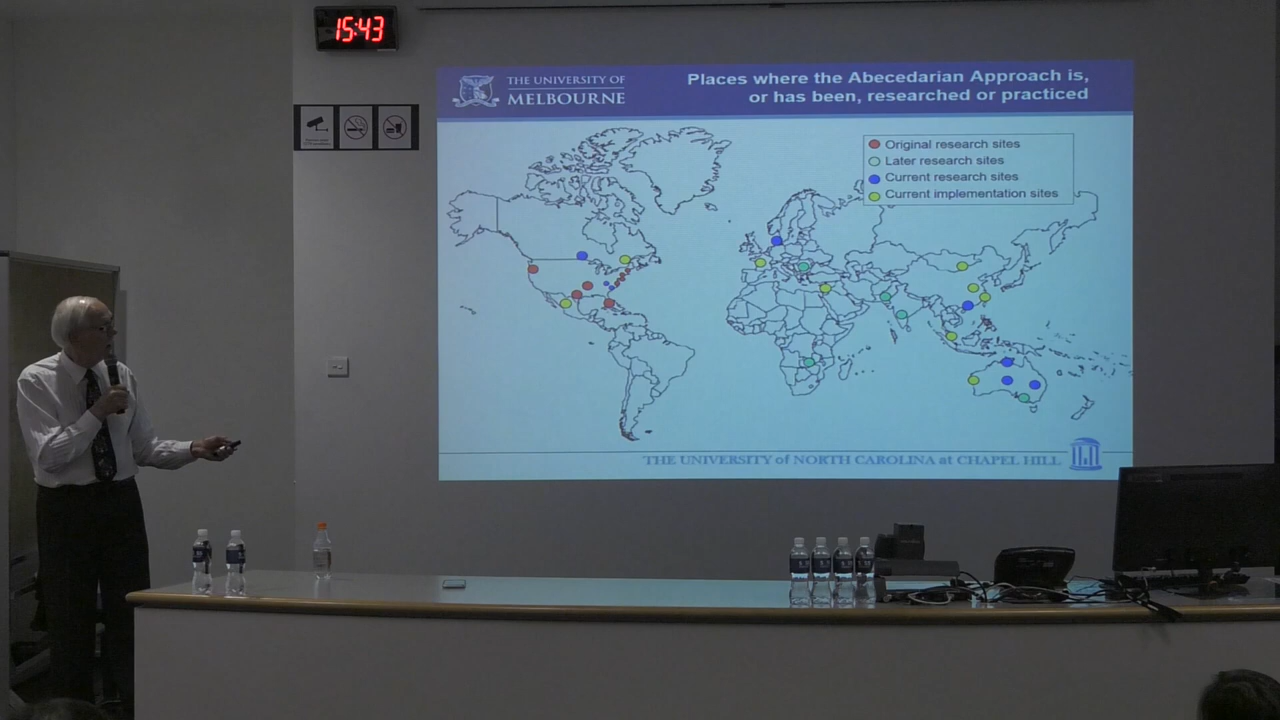 15:43
THE UNIVERSITY OF
MELBOURNE
Places where the Abecedarian Approach is,
or has been, researched or practiced
Original research sites
Later research sites
Current research sites
Current implementation sites
THE UNIVERSITY of NORTH CAROLINA at CHAPEL HILL